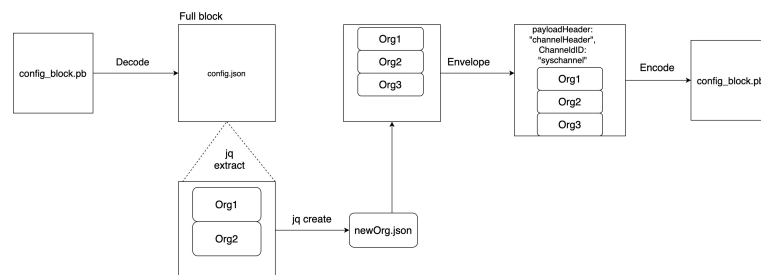 Full block
config_block.pb
Decode
config.json
jq
extract
Org1
Org2
jq create
newOrg.json
Org1
Org2
Org3
Envelope
payloadHeader:
"channelHeader",
ChanneldID:
"syschannel"
Org1
Org2
Org3
Encode
config_block.pb